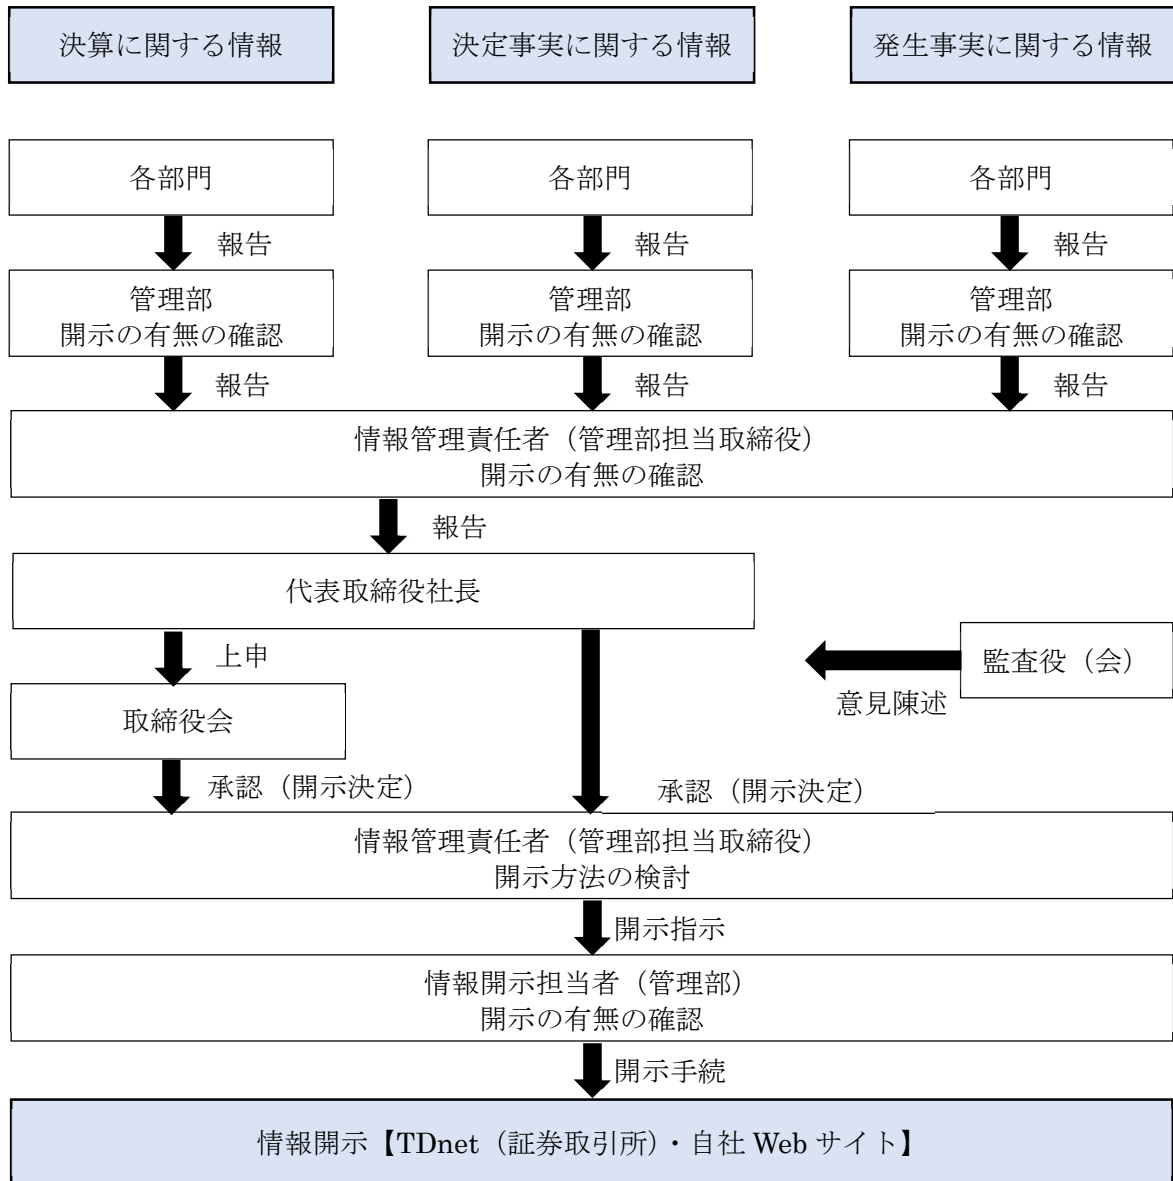 決算に関する情報
決定事実に関する情報
発生事実に関する情報
各部門
各部門
各部門
報告
報告
報告
管理部
開示の有無の確認
管理部
開示の有無の確認
管理部
開示の有無の確認
報告
報告
報告
情報管理責任者（管理部担当取締役）
開示の有無の確認
報告
代表取締役社長
上申
監査役（会）
意見陳述
取締役会
承認（開示決定）
承認（開示決定）
情報管理責任者（管理部担当取締役）
開示方法の検討
開示指示
情報開示担当者（管理部）
開示の有無の確認
開示手続
情報開示【TDnet（証券取引所）・自社 Web サイト】